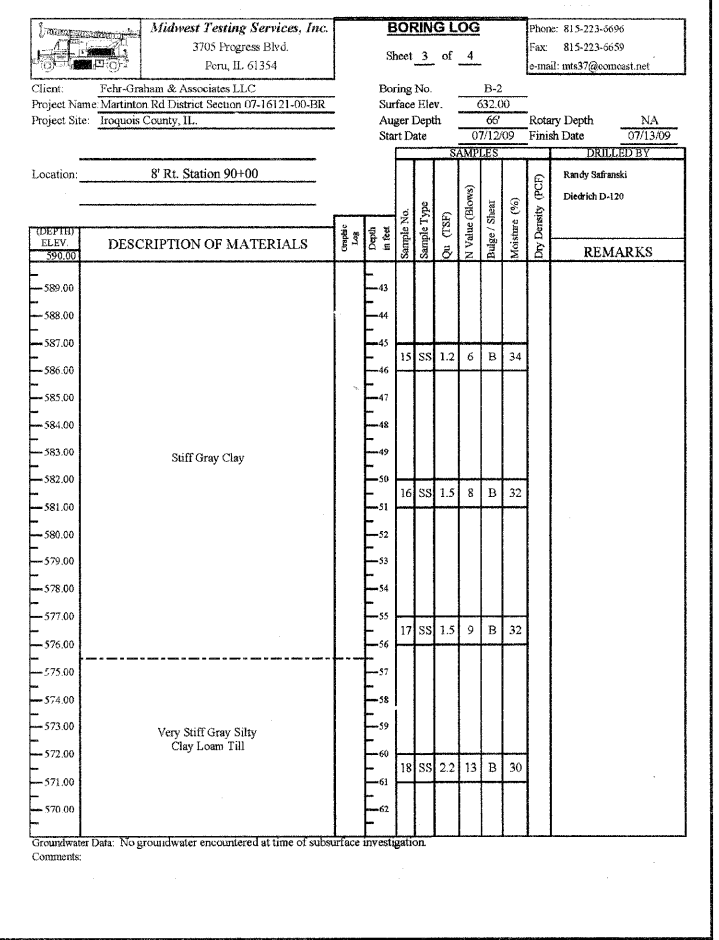 Midwest Testing Services, Inc.
3705 Progress Blvd.
Peru, IL 61354
BORING LOG
Sheet 3 of 4
Phone: 815-223-6696
Fax: 815-223-6659
e-mail: mts37@comcast.net
Client: Fehr-Graham & Associates LLC
Project Name: Martinton Rd District Section 07-16121-00-BR
Project Site: Iroquois County, IL.
Boring No. B-2
Surface Elev. 632.00
Auger Depth 66' Rotary Depth NA
Start Date 07/12/09 Finish Date 07/13/09
SAMPLES
DRILLED BY
Location: 8' Rt. Station 90+00
Randy Safranski
Diedrich D-120
(DEPTH)
ELEV.
590.00
DESCRIPTION OF MATERIALS
Graphic Log
Depth in feet
Sample No.
Sample Type
Qu (TSF)
N Value (Blows)
Bulge / Shear
Moisture (%)
Dry Density (PCF)
REMARKS
589.00 43
588.00 44
587.00 45
15 SS 1.2 6 B 34
586.00 46
585.00 47
584.00 48
583.00 49
Stiff Gray Clay
582.00 50
16 SS 1.5 8 B 32
581.00 51
580.00 52
579.00 53
578.00 54
577.00 55
17 SS 1.5 9 B 32
576.00 56
575.00 57
574.00 58
573.00 59
Very Stiff Gray Silty
Clay Loam Till
572.00 60
18 SS 2.2 13 B 30
571.00 61
570.00 62
Groundwater Data: No groundwater encountered at time of subsurface investigation.
Comments: